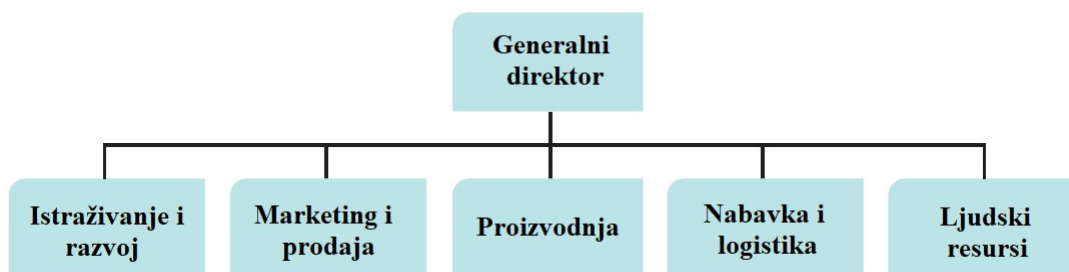 Generalni
direktor
Istraživanje i
razvoj
Marketing i
prodaja
Proizvodnja
Nabavka i
logistika
Ljudski
resursi